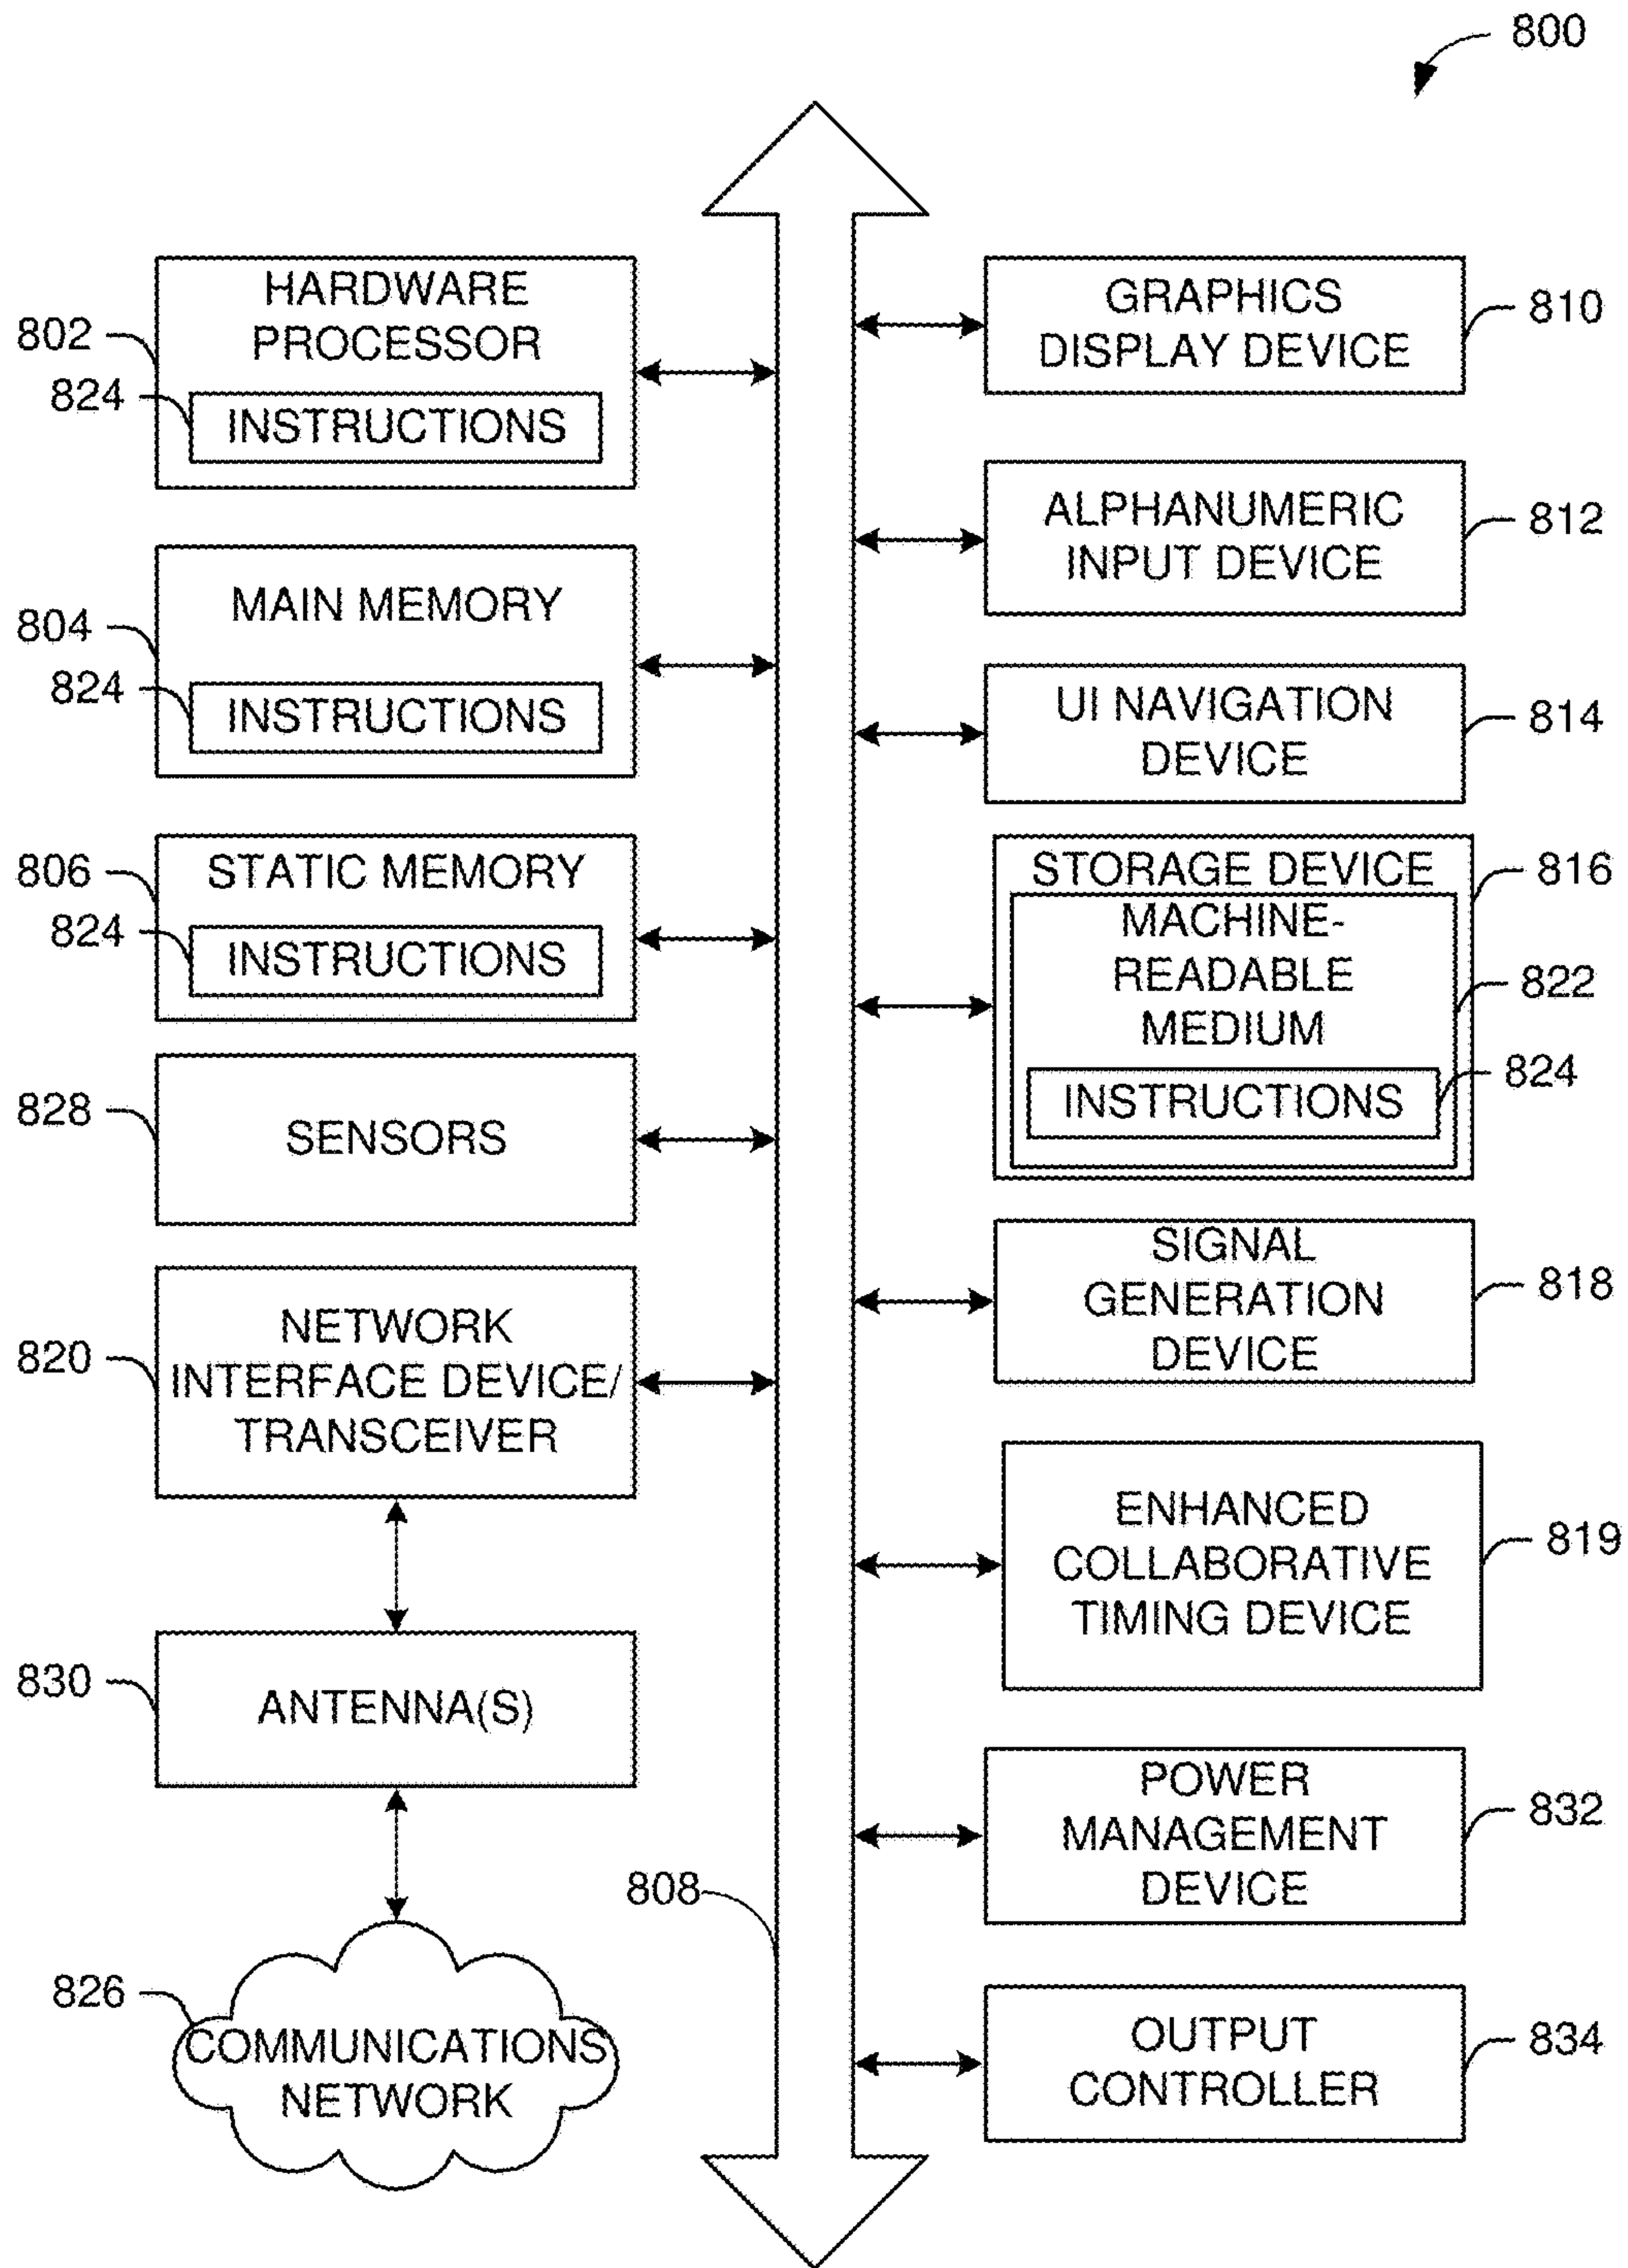 800
HARDWARE
PROCESSOR
802
824
INSTRUCTIONS
MAIN MEMORY
804
824
INSTRUCTIONS
STATIC MEMORY
806
824
INSTRUCTIONS
828
SENSORS
NETWORK
INTERFACE DEVICE/
TRANSCEIVER
820
830
ANTENNA(S)
808
826
COMMUNICATIONS
NETWORK
GRAPHICS
DISPLAY DEVICE
810
ALPHANUMERIC
INPUT DEVICE
812
UI NAVIGATION
DEVICE
814
STORAGE DEVICE
816
MACHINE-
READABLE
MEDIUM
822
INSTRUCTIONS
824
SIGNAL
GENERATION
DEVICE
818
ENHANCED
COLLABORATIVE
TIMING DEVICE
819
POWER
MANAGEMENT
DEVICE
832
OUTPUT
CONTROLLER
834